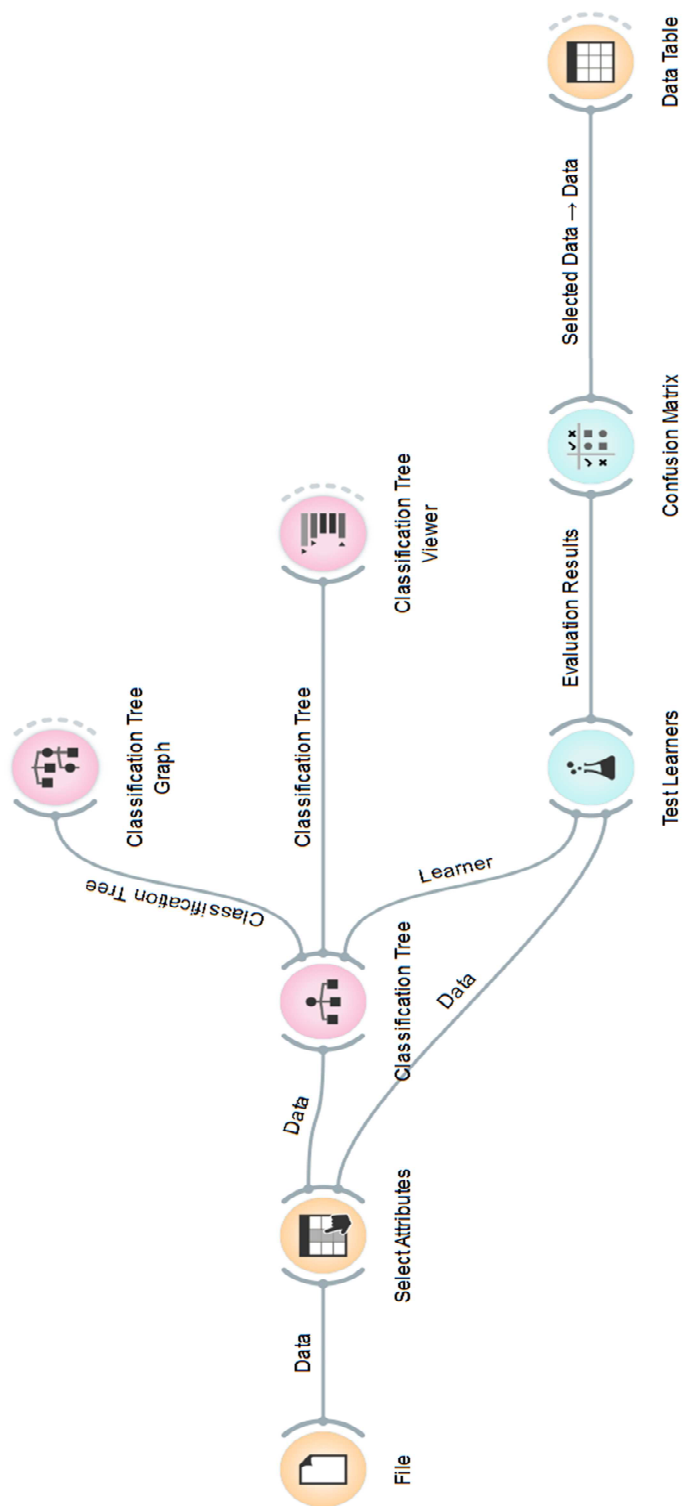 File
Data
Select Attributes
Data
Data
Classification Tree
Classification Tree
Classification Tree
Graph
Classification Tree
Classification Tree
Viewer
Learner
Test Learners
Evaluation Results
Confusion Matrix
Selected Data → Data
Data Table